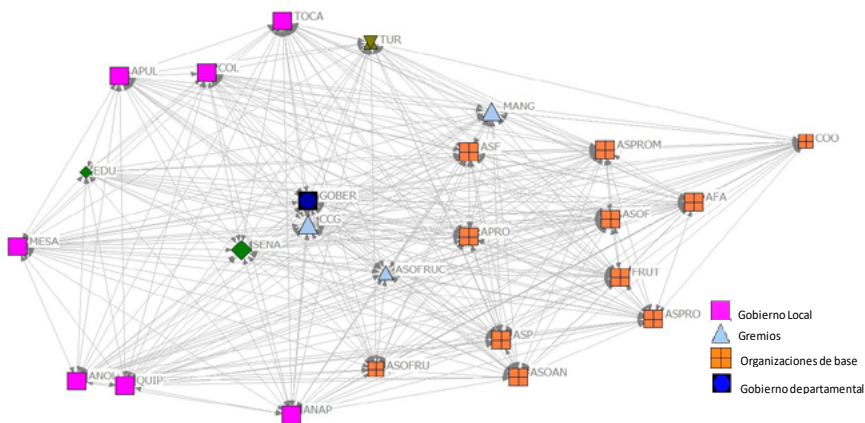 TOCA
TUR
APUL
COL
MANG
COO
ASF
ASPROM
EDU
GOBER
AFA
ASOF
CCG
APRO
MESA
SENA
ASOFRUC
FRUT
ASPRO
Gobierno Local
ASP
Gremios
ASOFRU
Organizaciones de base
ANOL
QUIP
ASOAN
Gobierno departamental
ANAP